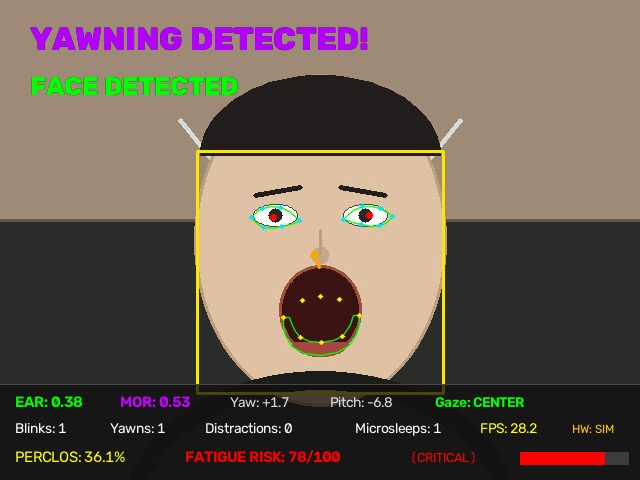 YAWNING DETECTED!
FACE DETECTED
EAR: 0.38 MOR: 0.53 Yaw: +1.7 Pitch: -6.8 Gaze: CENTER
Blinks: 1 Yawns: 1 Distractions: 0 Microsleeps: 1 FPS: 28.2 HW: SIM
PERCLOS: 36.1% FATIGUE RISK: 78/100 (CRITICAL)